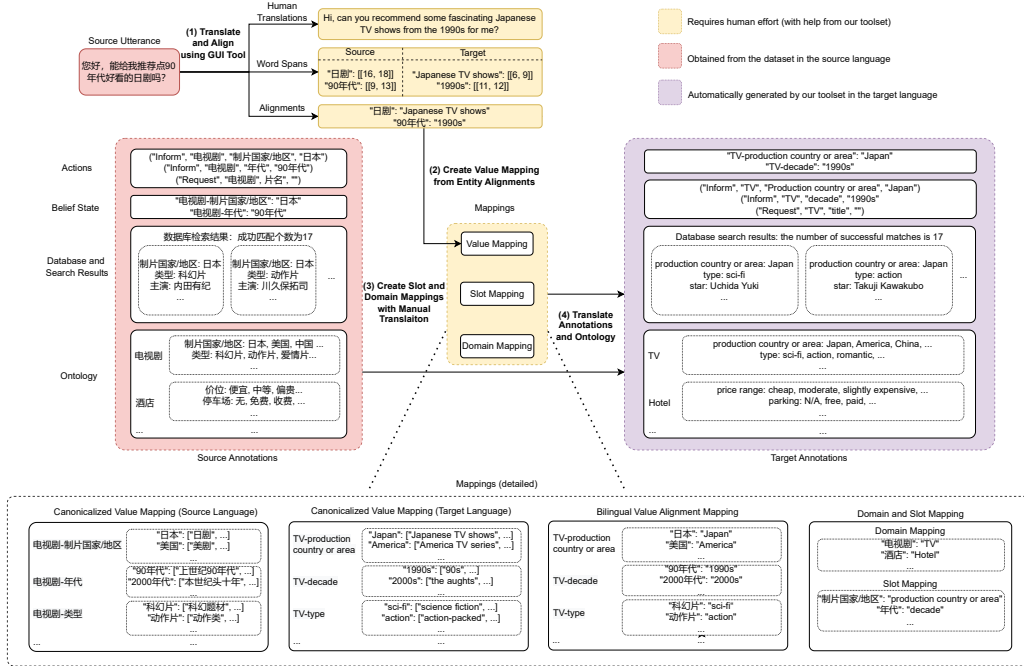 Source Utterance
您好，能给我推荐点90
年代好看的日剧吗？
(1) Translate
and Align
using GUI Tool
Human
Translations
Hi, can you recommend some fascinating Japanese
TV shows from the 1990s for me?
Word Spans
Source
Target
"日剧": [[16, 18]]
"90年代": [[9, 13]]
"Japanese TV shows": [[6, 9]]
"1990s": [[11, 12]]
Alignments
"日剧": "Japanese TV shows"
"90年代": "1990s"
Requires human effort (with help from our toolset)
Obtained from the dataset in the source language
Automatically generated by our toolset in the target language
Actions
("Inform", "电视剧", "制片国家/地区", "日本")
("Inform", "电视剧", "年代", "90年代")
("Request", "电视剧", 片名", "")
Belief State
"电视剧-制片国家/地区": "日本"
"电视剧-年代": "90年代"
Database and
Search Results
数据库检索结果：成功匹配个数为17
制片国家/地区: 日本
类型: 科幻片
主演: 内田有纪
制片国家/地区: 日本
类型: 动作片
主演: 川久保拓司
...
Ontology
电视剧
制片国家/地区: 日本, 美国, 中国 ...
类型: 科幻片, 动作片, 爱情片...
...
酒店
价位: 便宜, 中等, 偏贵...
停车场: 无, 免费, 收费, ...
...
...
...
Source Annotations
(2) Create Value Mapping
from Entity Alignments
Mappings
Value Mapping
Slot Mapping
Domain Mapping
(3) Create Slot and
Domain Mappings
with Manual
Translaiton
(4) Translate
Annotations
and Ontology
"TV-production country or area": "Japan"
"TV-decade": "1990s"
("Inform", "TV", "Production country or area", "Japan")
("Inform", "TV", "decade", "1990s"
("Request", "TV", "title", "")
Database search results: the number of successful matches is 17
production country or area: Japan
type: sci-fi
star: Uchida Yuki
production country or area: Japan
type: action
star: Takuji Kawakubo
...
TV
production country or area: Japan, America, China, ...
type: sci-fi, action, romantic, ...
...
Hotel
price range: cheap, moderate, slightly expensive, ...
parking: N/A, free, paid, ...
...
...
...
Target Annotations
Mappings (detailed)
Canonicalized Value Mapping (Source Language)
电视剧-制片国家/地区
"日本": ["日剧", ...]
"美国": ["美剧", ...]
...
电视剧-年代
"90年代": ["上世纪90年代", ...]
"2000年代": ["本世纪头十年", ...]
...
电视剧-类型
"科幻片": ["科幻题材", ...]
"动作片": ["动作类", ...]
...
...
...
Canonicalized Value Mapping (Target Language)
TV-production
country or area
"Japan": ["Japanese TV shows", ...]
"America": ["America TV series", ...]
...
TV-decade
"1990s": ["90s", ...]
"2000s": ["the aughts", ...]
...
TV-type
"sci-fi": ["science fiction", ...]
"action": ["action-packed", ...]
...
...
...
Bilingual Value Alignment Mapping
TV-production
country or area
"日本": "Japan"
"美国": "America"
...
TV-decade
"90年代": "1990s"
"2000年代": "2000s"
...
TV-type
"科幻片": "sci-fi"
"动作片": "action"
...
...
...
Domain and Slot Mapping
Domain Mapping
"电视剧": "TV"
"酒店": "Hotel"
...
Slot Mapping
"制片国家/地区": "production country or area"
"年代": "decade"
...